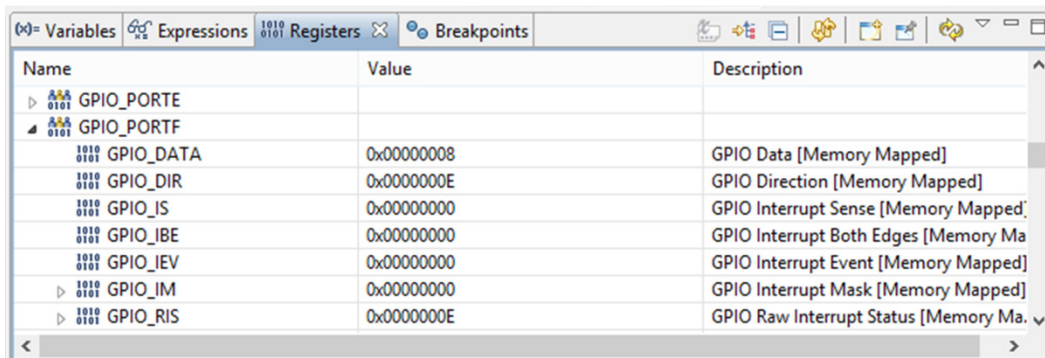 (x)= Variables Expressions 1010 0101 Registers Breakpoints
Name Value Description
GPIO_PORTE
GPIO_PORTF
GPIO_DATA 0x00000008 GPIO Data [Memory Mapped]
GPIO_DIR 0x0000000E GPIO Direction [Memory Mapped]
GPIO_IS 0x00000000 GPIO Interrupt Sense [Memory Mapped]
GPIO_IBE 0x00000000 GPIO Interrupt Both Edges [Memory Ma
GPIO_IEV 0x00000000 GPIO Interrupt Event [Memory Mapped]
GPIO_IM 0x00000000 GPIO Interrupt Mask [Memory Mapped]
GPIO_RIS 0x0000000E GPIO Raw Interrupt Status [Memory Ma.